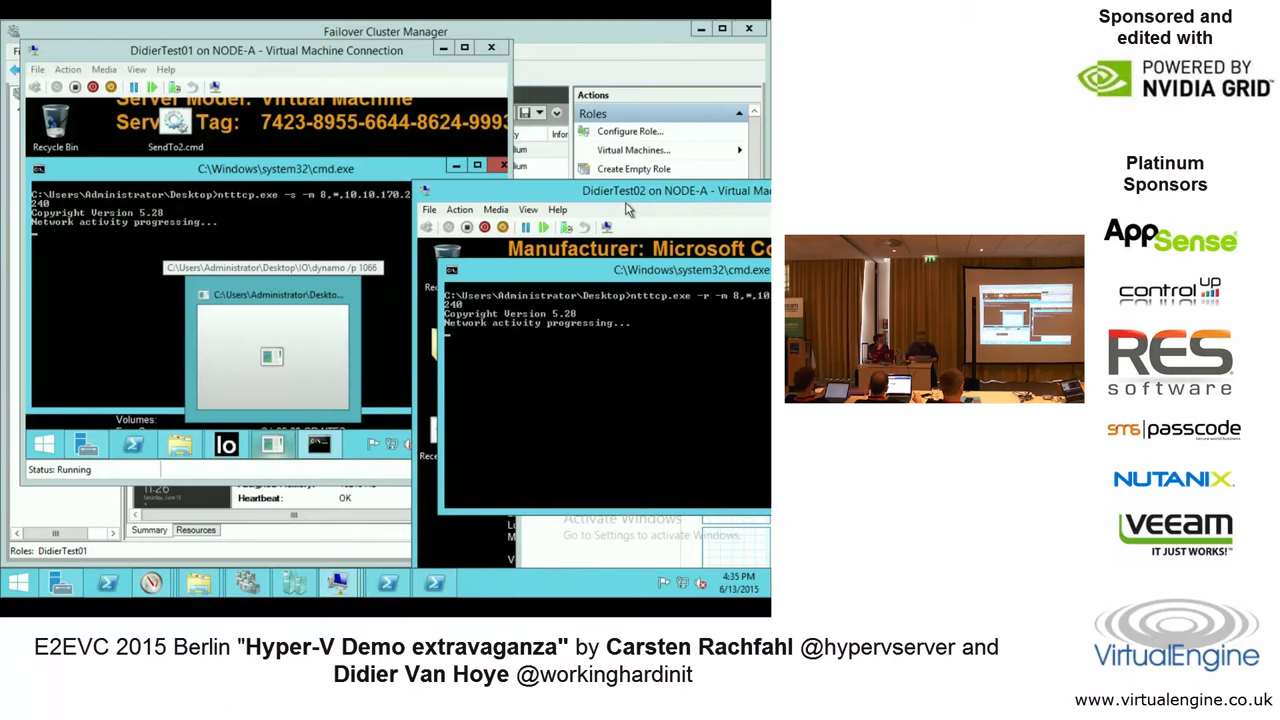 Failover Cluster Manager
DidierTest01 on NODE-A - Virtual Machine Connection
File Action Media View Help
Server Model: Virtual Machine
Tag: 7423-8955-6644-8624-9993
Recycle Bin
SendTo2.cmd
C:\Windows\system32\cmd.exe
C:\Users\Administrator\Desktop>ntttcp.exe -s -m 8,*,10.10.170.2
240
Copyright Version 5.28
Network activity progressing...
C:\Users\Administrator\Desktop\IO\dynamo /p 1066
C:\Users\Administrator\Deskto...
Volumes:
Io
Status: Running
11:26
Heartbeat: OK
Summary Resources
Roles: DidierTest01
Actions
Roles
Configure Role...
Virtual Machines...
Create Empty Role
DidierTest02 on NODE-A - Virtual Ma
File Action Media View Help
Manufacturer: Microsoft Co
C:\Windows\system32\cmd.exe
C:\Users\Administrator\Desktop>ntttcp.exe -r -m 8,*,10
240
Copyright Version 5.28
Network activity progressing...
Activate Windows
Go to Settings to activate Windows.
4:35 PM
6/13/2015
Sponsored and
edited with
POWERED BY
NVIDIA GRID
Platinum
Sponsors
AppSense
control up
RES
software
sms passcode
NUTANIX
VEEAM
IT JUST WORKS!
VirtualEngine
www.virtualengine.co.uk
E2EVC 2015 Berlin "Hyper-V Demo extravaganza" by Carsten Rachfahl @hypervserver and
Didier Van Hoye @workinghardinit